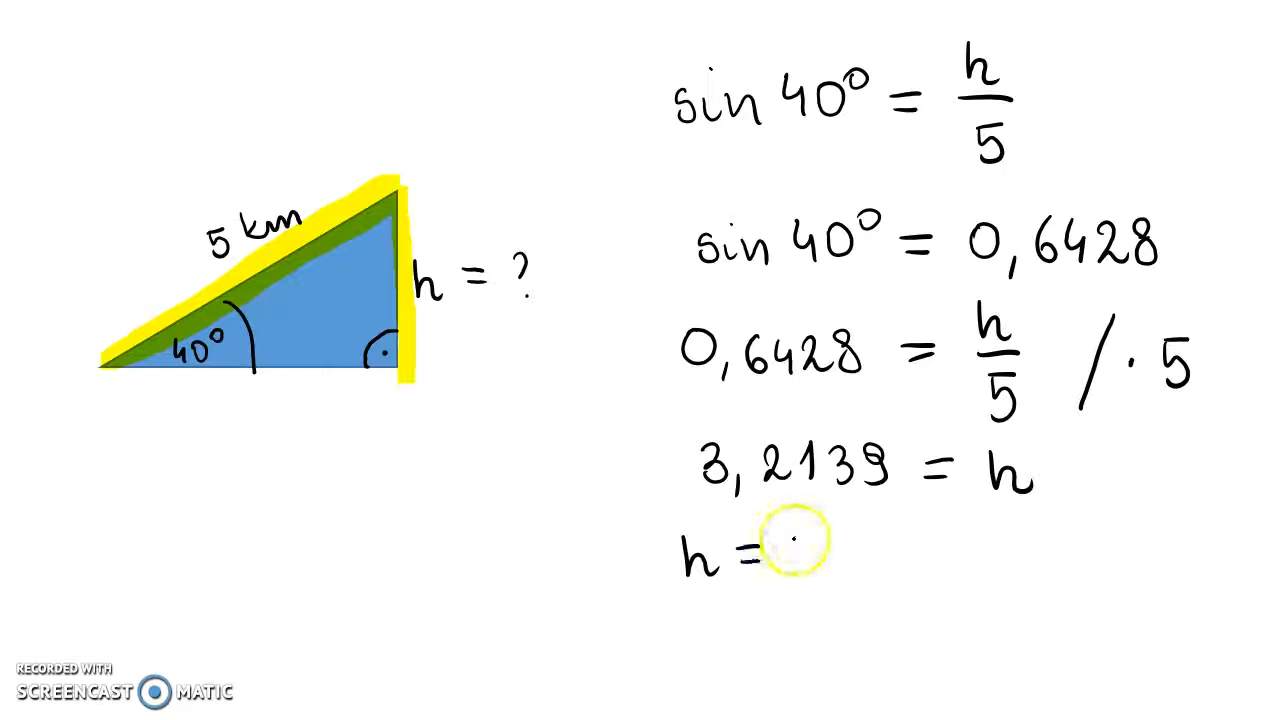 sin 40° = h/5
5 km
h = ?
40°
sin 40° = 0,6428
0,6428 = h/5 / · 5
3,2139 = h
h =
RECORDED WITH
SCREENCAST MATIC